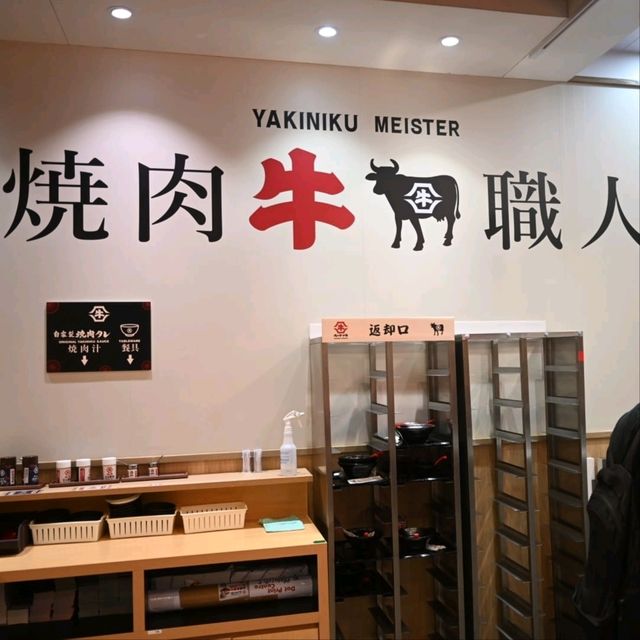 YAKINIKU MEISTER
焼肉牛職人
牛
自家製焼肉タレ
ORIGINAL YAKINIKU SAUCE
焼肉汁
TABLEWARE
餐具
返却口